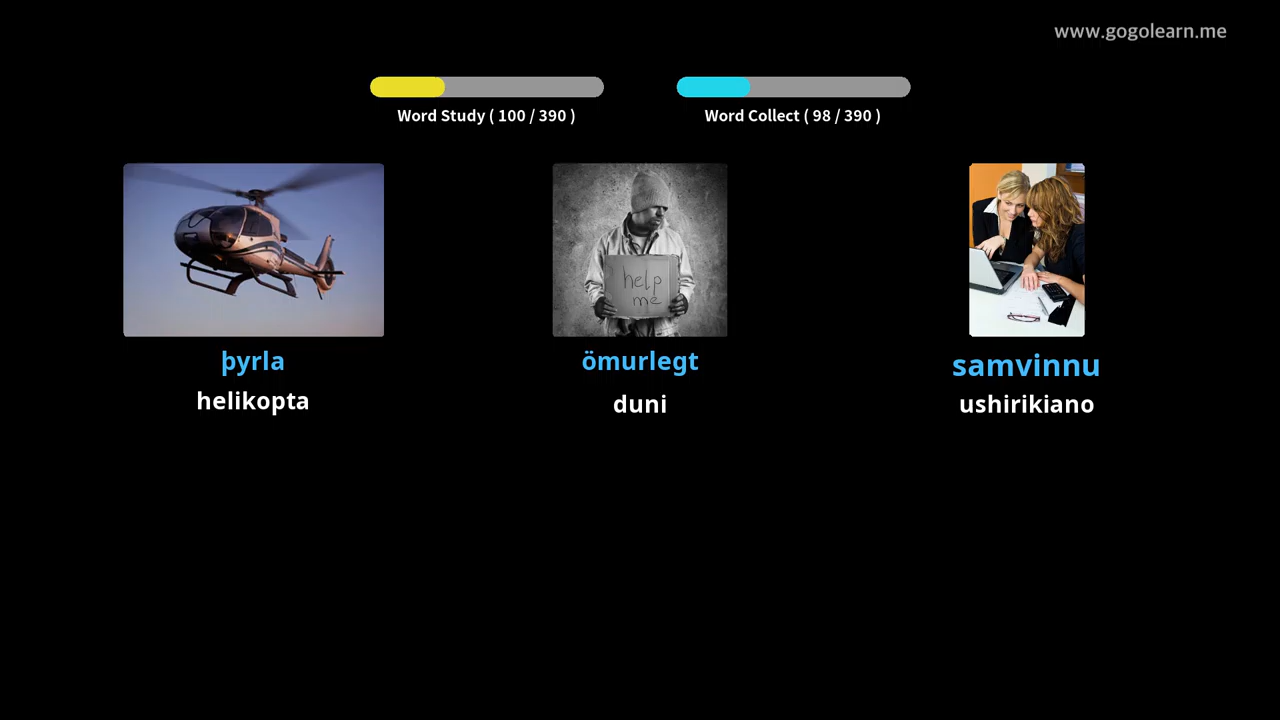 www.gogolearn.me
Word Study ( 100 / 390 )
Word Collect ( 98 / 390 )
help
me
þyrla
ömurlegt
samvinnu
helikopta
duni
ushirikiano